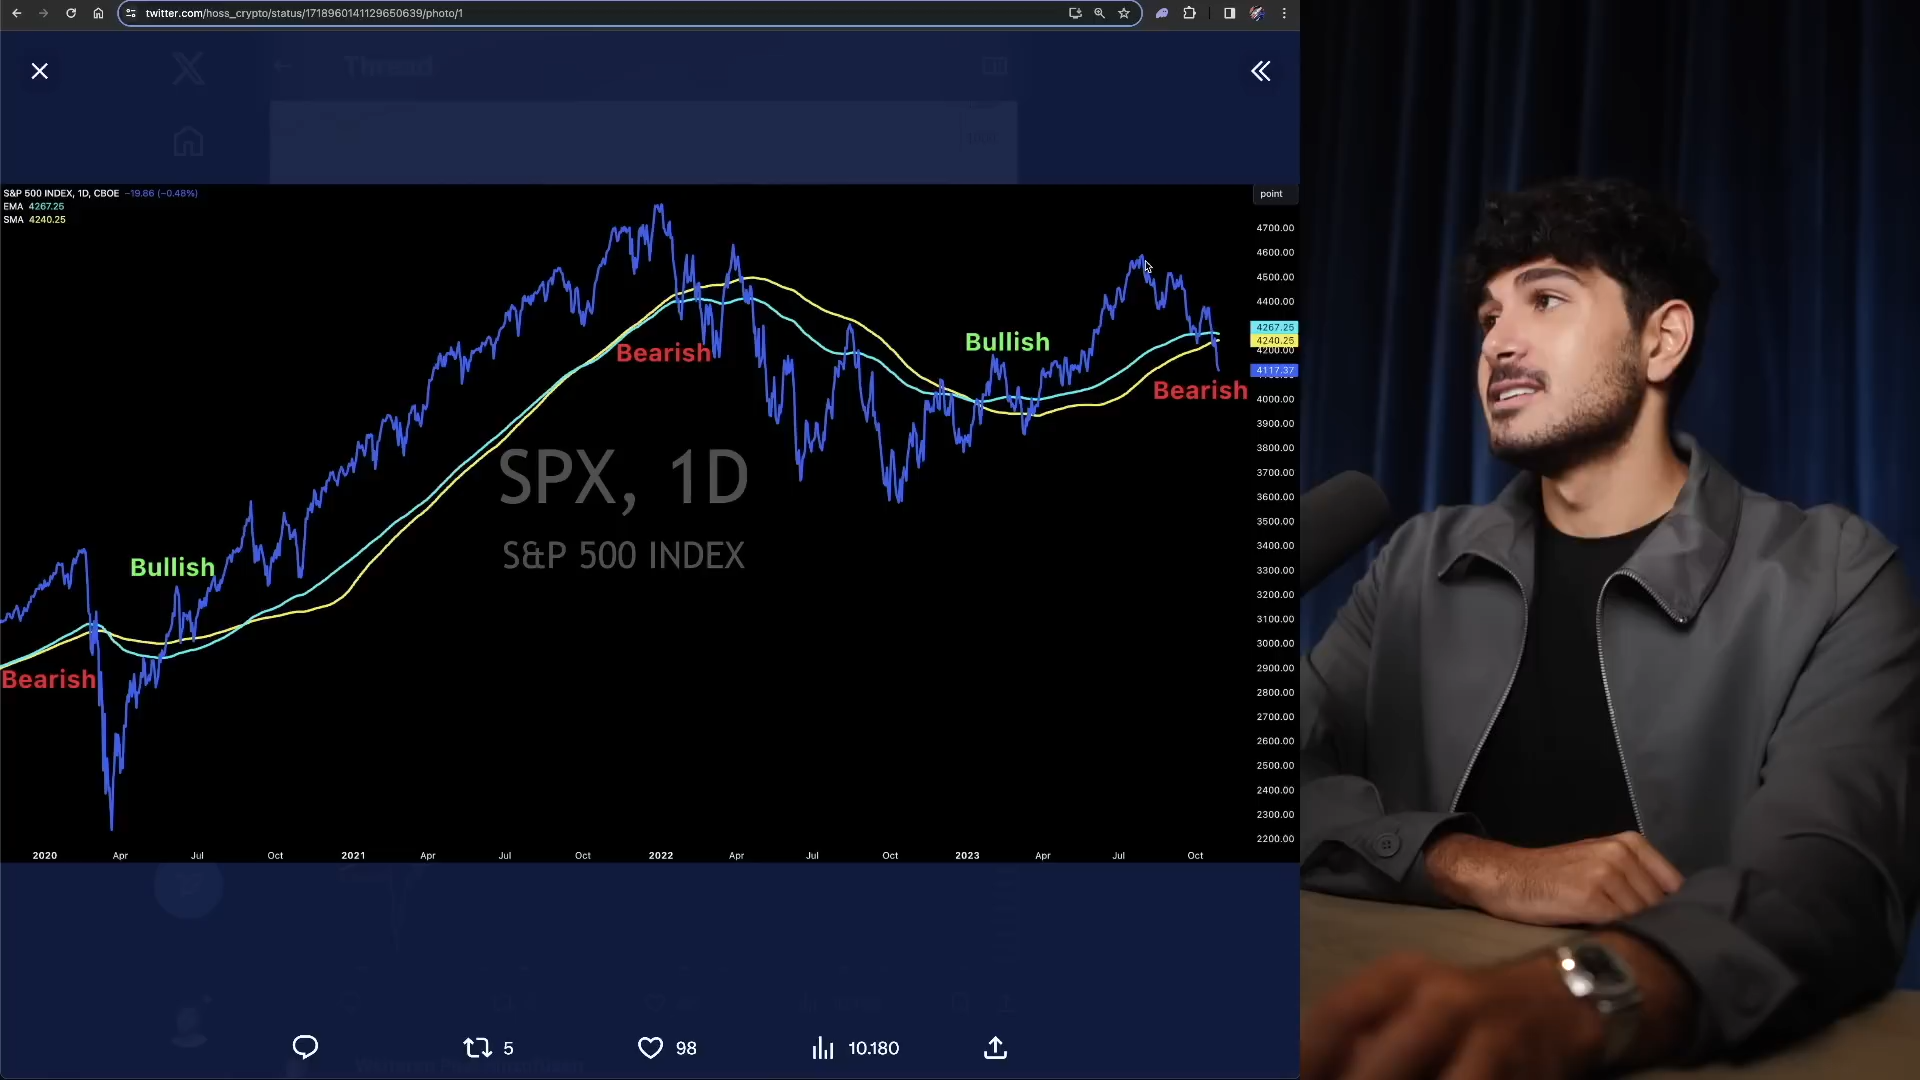 twitter.com/hoss_crypto/status/1718960141129650639/photo/1
Thread
S&P 500 INDEX, 1D, CBOE −19.86 (−0.48%)
EMA 4267.25
SMA 4240.25
point
4700.00
4600.00
4500.00
4400.00
4267.25
4240.25
4200.00
4117.37
4000.00
3900.00
3800.00
3700.00
3600.00
3500.00
3400.00
3300.00
3200.00
3100.00
3000.00
2900.00
2800.00
2700.00
2600.00
2500.00
2400.00
2300.00
2200.00
Bearish
Bullish
Bearish
Bullish
Bearish
SPX, 1D
S&P 500 INDEX
2020 Apr Jul Oct 2021 Apr Jul Oct 2022 Apr Jul Oct 2023 Apr Jul Oct
5 98 10.180